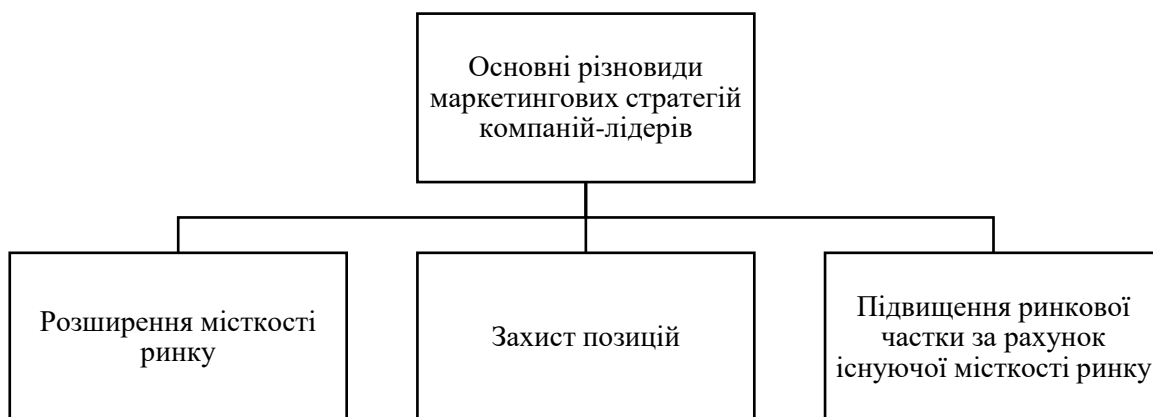 Основні різновиди
маркетингових стратегій
компаній-лідерів
Розширення місткості
ринку
Захист позицій
Підвищення ринкової
частки за рахунок
існуючої місткості ринку